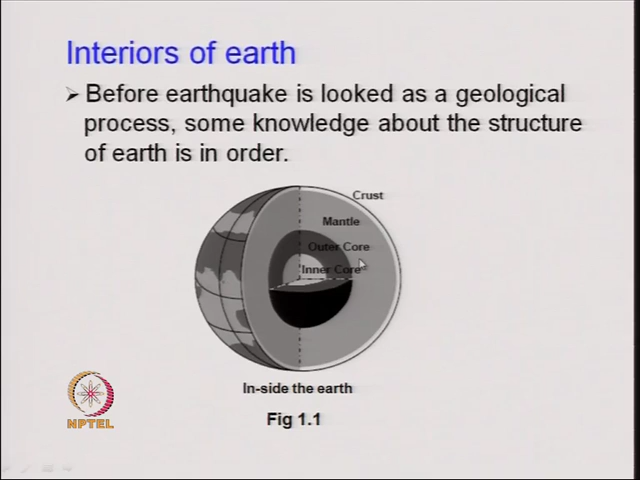 Interiors of earth
➢ Before earthquake is looked as a geological
process, some knowledge about the structure
of earth is in order.
Crust
Mantle
Outer Core
Inner Core
In-side the earth
Fig 1.1
NPTEL